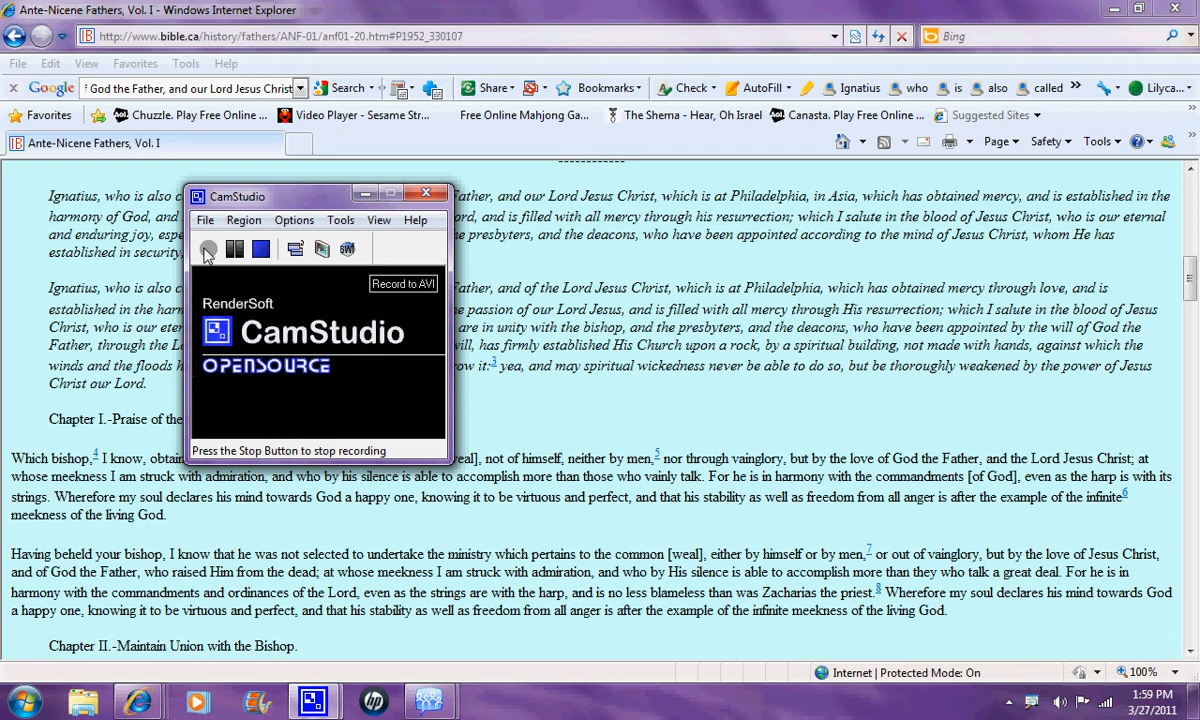 Ante-Nicene Fathers, Vol. I - Windows Internet Explorer
http://www.bible.ca/history/fathers/ANF-01/anf01-20.htm#P1952_330107
Bing
File Edit View Favorites Tools Help
Google God the Father, and our Lord Jesus Christ Search Share Bookmarks Check AutoFill Ignatius who is also called Lilyca...
Favorites Chuzzle. Play Free Online ... Video Player - Sesame Str... Free Online Mahjong Ga... The Sherna - Hear, Oh Israel Canasta. Play Free Online ... Suggested Sites
Ante-Nicene Fathers, Vol. I
Page Safety Tools
Ignatius, who is also c
Father, and our Lord Jesus Christ, which is at Philadelphia, in Asia, which has obtained mercy, and is established in the
harmony of God, and
ord, and is filled with all mercy through his resurrection; which I salute in the blood of Jesus Christ, who is our eternal
and enduring joy, espe
he presbyters, and the deacons, who have been appointed according to the mind of Jesus Christ, whom He has
established in security,
Ignatius, who is also c
Father, and of the Lord Jesus Christ, which is at Philadelphia, which has obtained mercy through love, and is
established in the harm
e passion of our Lord Jesus, and is filled with all mercy through His resurrection; which I salute in the blood of Jesus
Christ, who is our eter
are in unity with the bishop, and the presbyters, and the deacons, who have been appointed by the will of God the
Father, through the Lo
will, has firmly established His Church upon a rock, by a spiritual building, not made with hands, against which the
winds and the floods h
row it:3 yea, and may spiritual wickedness never be able to do so, but be thoroughly weakened by the power of Jesus
Christ our Lord.
CamStudio
File Region Options Tools View Help
Record to AVI
RenderSoft
CamStudio
OPENSOURCE
Press the Stop Button to stop recording
Chapter I.-Praise of the
Which bishop,4 I know, obtain
eal], not of himself, neither by men,5 nor through vainglory, but by the love of God the Father, and the Lord Jesus Christ; at
whose meekness I am struck with admiration, and who by his silence is able to accomplish more than those who vainly talk. For he is in harmony with the commandments [of God], even as the harp is with its
strings. Wherefore my soul declares his mind towards God a happy one, knowing it to be virtuous and perfect, and that his stability as well as freedom from all anger is after the example of the infinite6
meekness of the living God.
Having beheld your bishop, I know that he was not selected to undertake the ministry which pertains to the common [weal], either by himself or by men,7 or out of vainglory, but by the love of Jesus Christ,
and of God the Father, who raised Him from the dead; at whose meekness I am struck with admiration, and who by His silence is able to accomplish more than they who talk a great deal. For he is in
harmony with the commandments and ordinances of the Lord, even as the strings are with the harp, and is no less blameless than was Zacharias the priest.8 Wherefore my soul declares his mind towards God
a happy one, knowing it to be virtuous and perfect, and that his stability as well as freedom from all anger is after the example of the infinite meekness of the living God.
Chapter II.-Maintain Union with the Bishop.
Internet | Protected Mode: On
100%
1:59 PM
3/27/2011